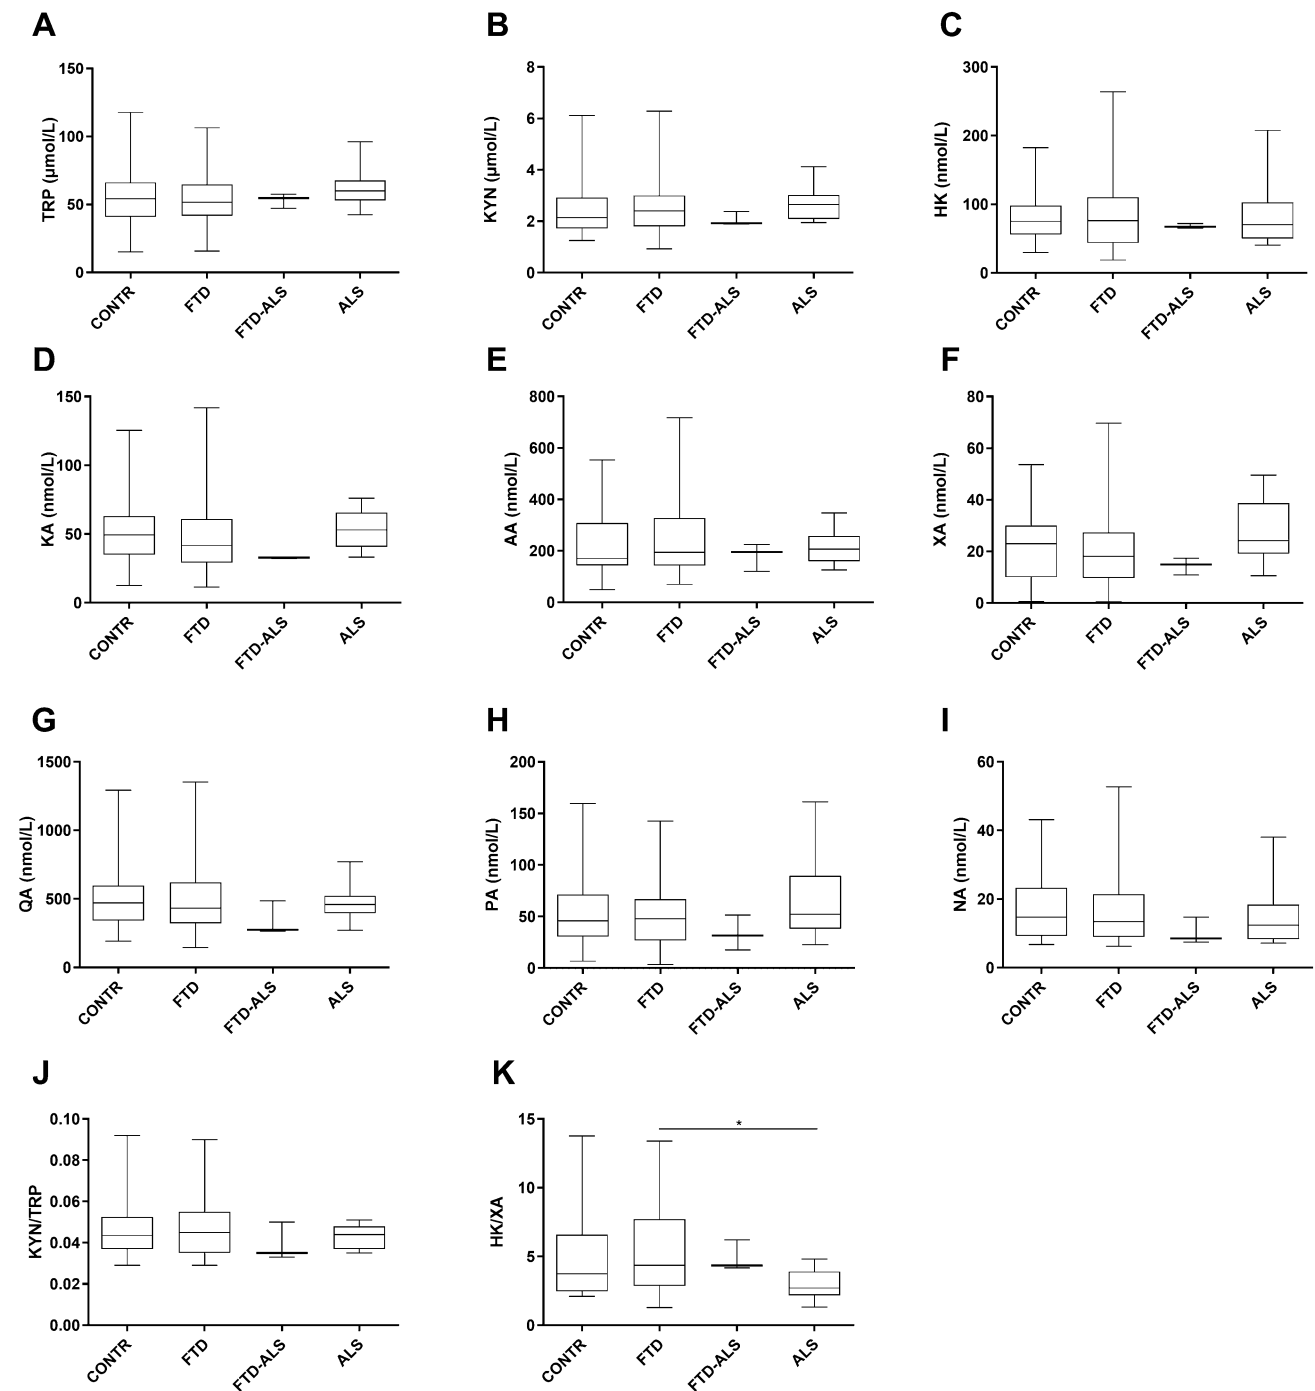 A
TRP (μmol/L)
150
100
50
0
CONTR
FTD
FTD-ALS
ALS
B
KYN (μmol/L)
8
6
4
2
0
CONTR
FTD
FTD-ALS
ALS
C
HK (nmol/L)
300
200
100
0
CONTR
FTD
FTD-ALS
ALS
D
KA (nmol/L)
150
100
50
0
CONTR
FTD
FTD-ALS
ALS
E
AA (nmol/L)
800
600
400
200
0
CONTR
FTD
FTD-ALS
ALS
F
XA (nmol/L)
80
60
40
20
0
CONTR
FTD
FTD-ALS
ALS
G
QA (nmol/L)
1500
1000
500
0
CONTR
FTD
FTD-ALS
ALS
H
PA (nmol/L)
200
150
100
50
0
CONTR
FTD
FTD-ALS
ALS
I
NA (nmol/L)
60
40
20
0
CONTR
FTD
FTD-ALS
ALS
J
KYN/TRP
0.10
0.08
0.06
0.04
0.02
0.00
CONTR
FTD
FTD-ALS
ALS
K
HK/XA
15
10
5
0
*
CONTR
FTD
FTD-ALS
ALS